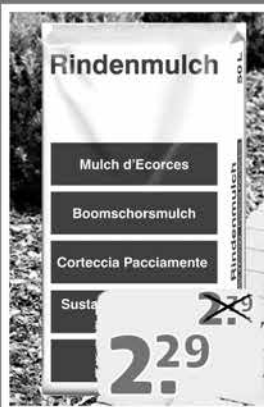 Rindenmulch
50 L
Mulch d'Ecorces
Boomschorsmulch
Corteccia Pacciamente
Rindenmulch
2.79
2.29